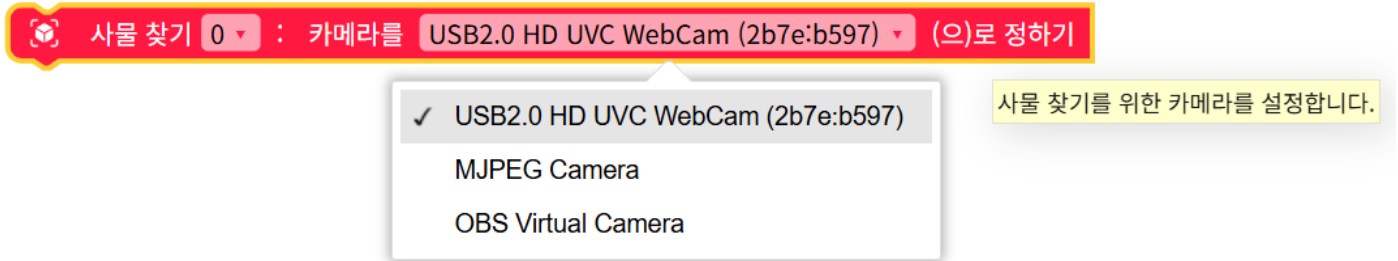 사물 찾기 0 : 카메라를 USB2.0 HD UVC WebCam (2b7e:b597) (으)로 정하기
사물 찾기를 위한 카메라를 설정합니다.
✓ USB2.0 HD UVC WebCam (2b7e:b597)
MJPEG Camera
OBS Virtual Camera